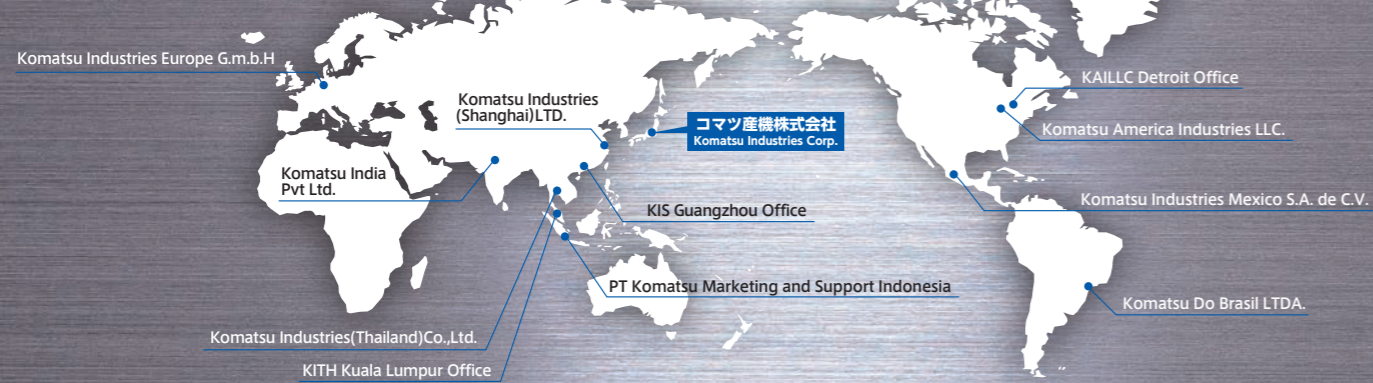 Komatsu Industries Europe G.m.b.H
Komatsu Industries
(Shanghai)LTD.
コマツ産機株式会社
Komatsu Industries Corp.
KAILLC Detroit Office
Komatsu America Industries LLC.
Komatsu India
Pvt Ltd.
KIS Guangzhou Office
Komatsu Industries Mexico S.A. de C.V.
PT Komatsu Marketing and Support Indonesia
Komatsu Do Brasil LTDA.
Komatsu Industries(Thailand)Co.,Ltd.
KITH Kuala Lumpur Office